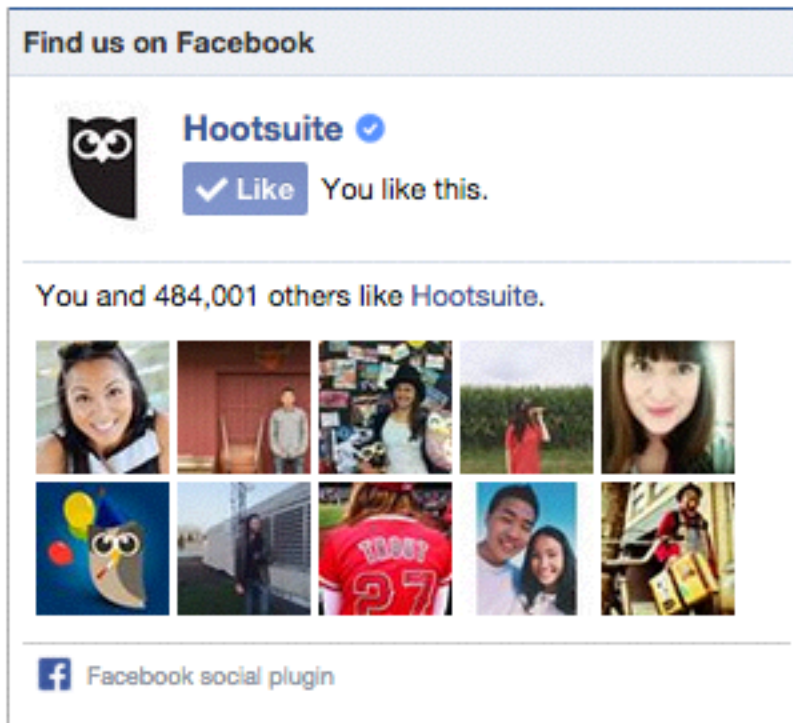 Find us on Facebook
Hootsuite
Like You like this.
You and 484,001 others like Hootsuite.
TROUT
27
Facebook social plugin